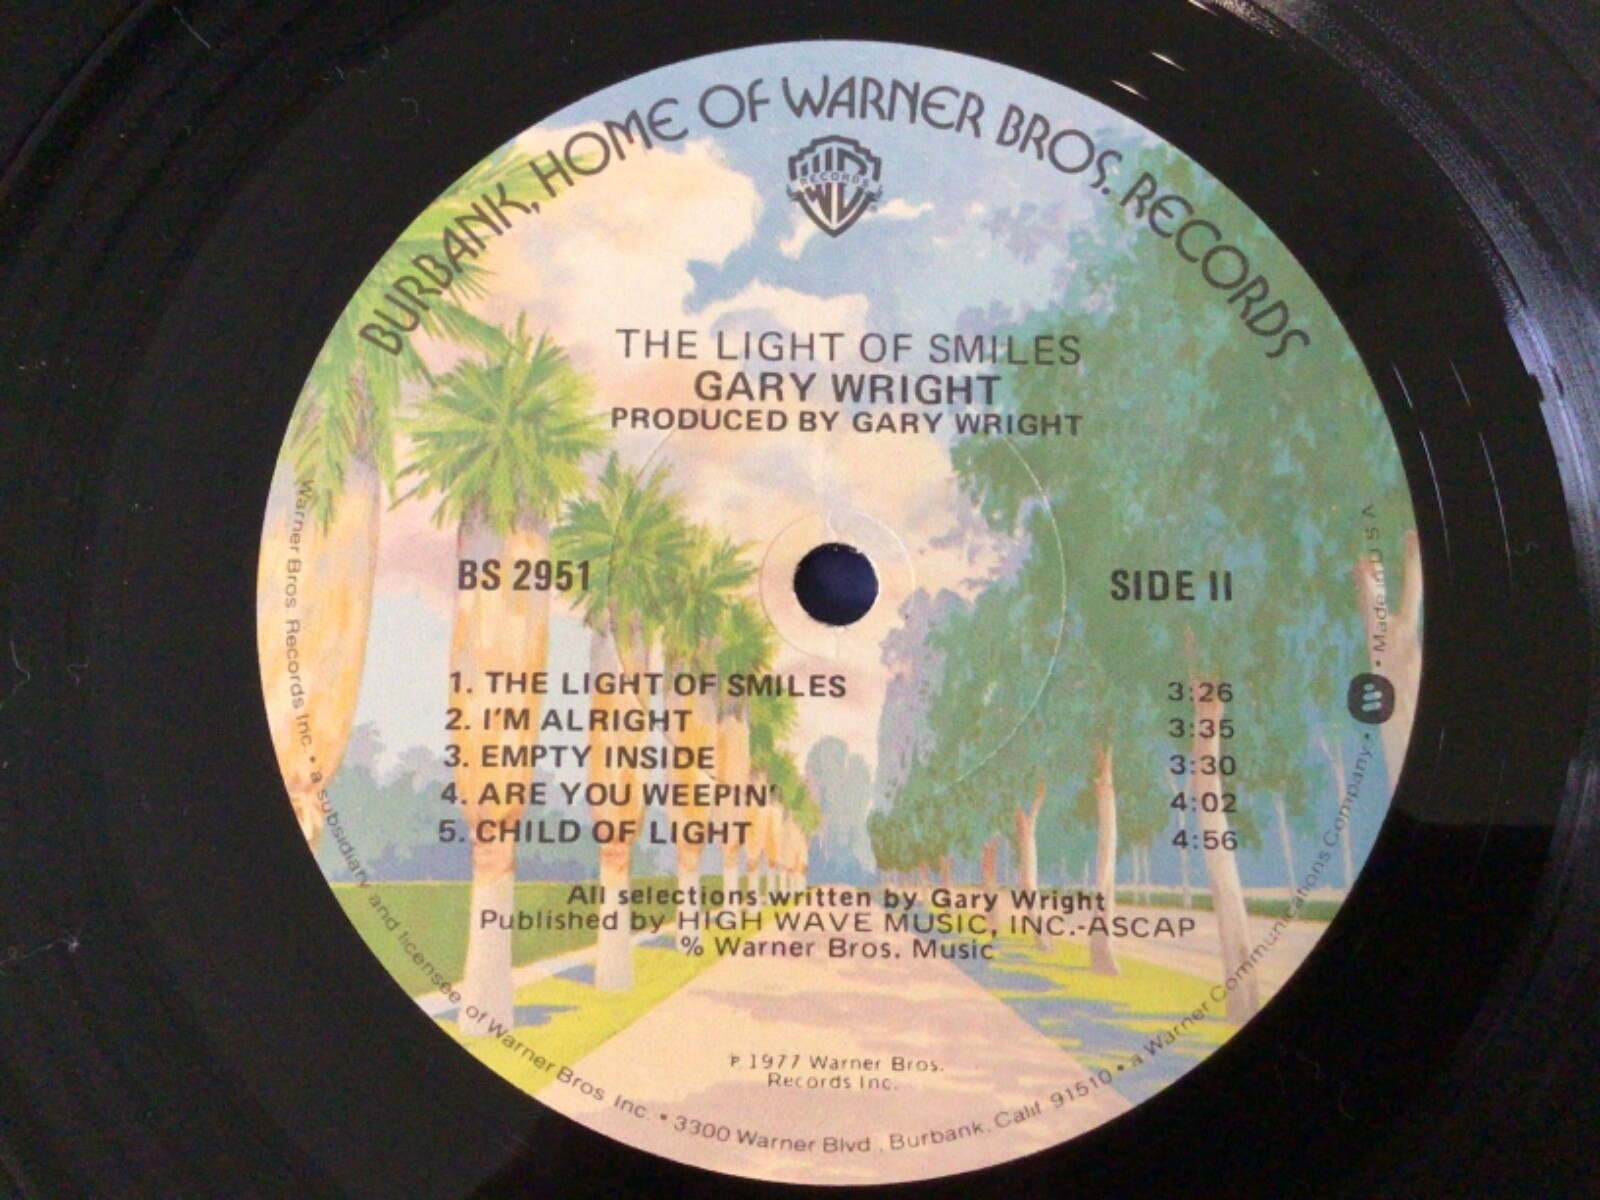 BURBANK, HOME OF WARNER BROS. RECORDS
RECORDS
THE LIGHT OF SMILES
GARY WRIGHT
PRODUCED BY GARY WRIGHT
BS 2951
SIDE II
1. THE LIGHT OF SMILES 3:26
2. I'M ALRIGHT 3:35
3. EMPTY INSIDE 3:30
4. ARE YOU WEEPIN' 4:02
5. CHILD OF LIGHT 4:56
All selections written by Gary Wright
Published by HIGH WAVE MUSIC, INC.-ASCAP
% Warner Bros. Music
℗ 1977 Warner Bros.
Records Inc.
Warner Bros. Records Inc. • a subsidiary and licensee of Warner Bros. Inc. • 3300 Warner Blvd., Burbank, Calif. 91510 • a Warner Communications Company • Made in U S A